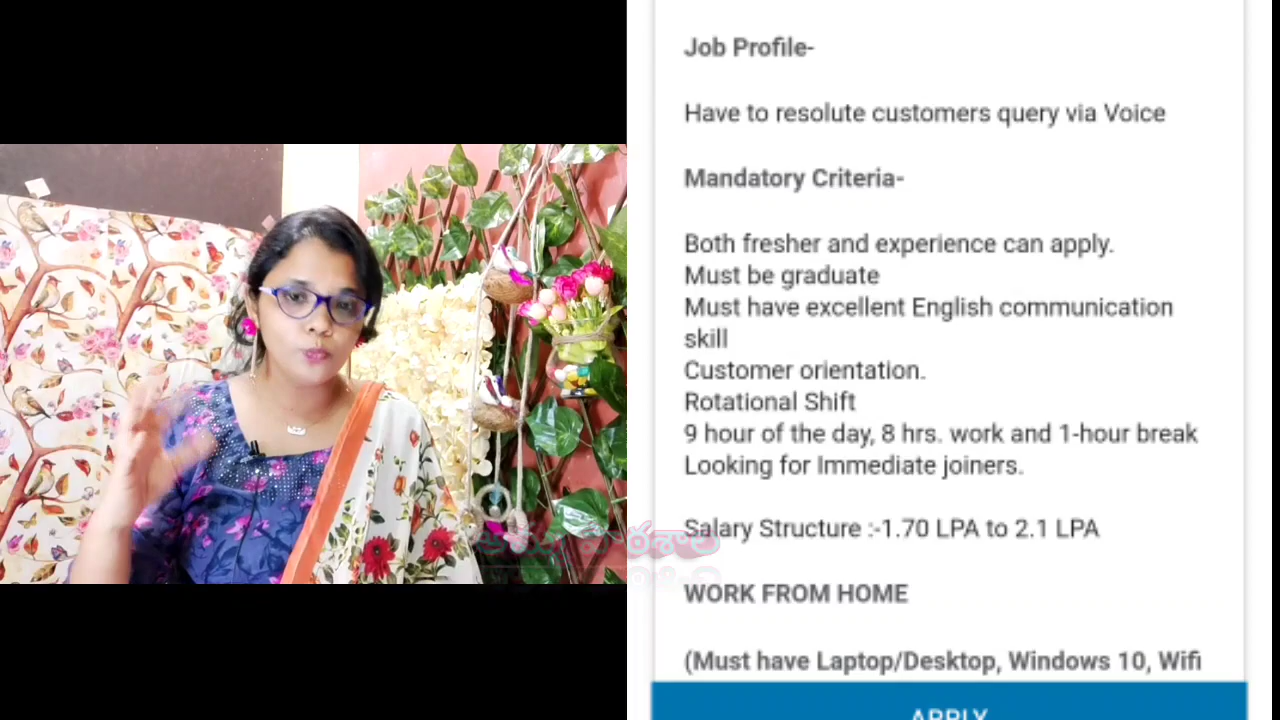 Job Profile-
Have to resolute customers query via Voice
Mandatory Criteria-
Both fresher and experience can apply.
Must be graduate
Must have excellent English communication
skill
Customer orientation.
Rotational Shift
9 hour of the day, 8 hrs. work and 1-hour break
Looking for Immediate joiners.
Salary Structure :-1.70 LPA to 2.1 LPA
WORK FROM HOME
(Must have Laptop/Desktop, Windows 10, Wifi
APPLY